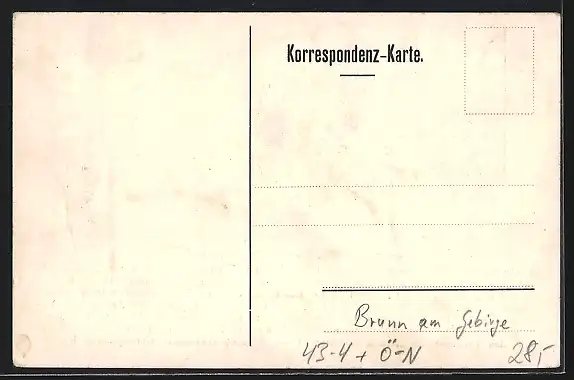 Korrespondenz-Karte.
Brunn am Gebirge
43-4 + Ö-N 28,-